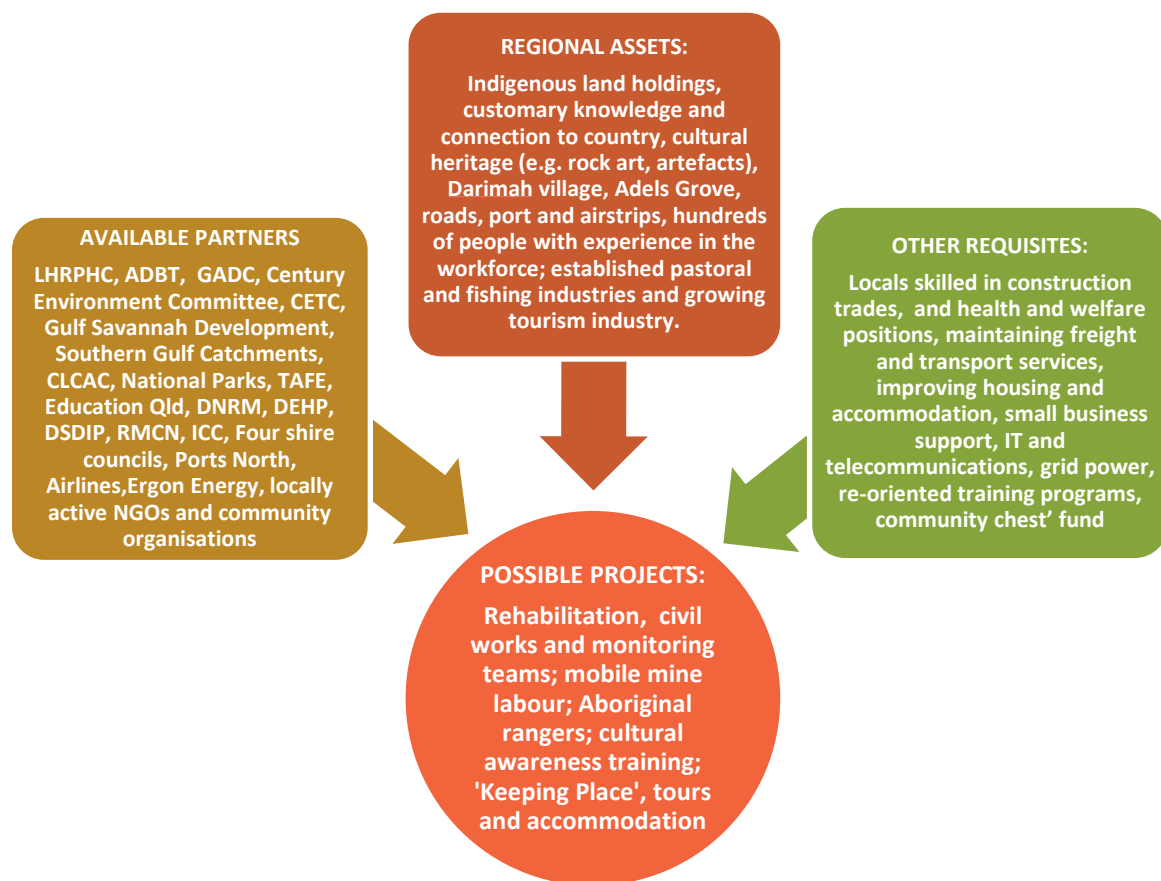 REGIONAL ASSETS:
Indigenous land holdings,
customary knowledge and
connection to country, cultural
heritage (e.g. rock art, artefacts),
Darimah village, Adels Grove,
roads, port and airstrips, hundreds
of people with experience in the
workforce; established pastoral
and fishing industries and growing
tourism industry.
AVAILABLE PARTNERS
LHRPHC, ADBT, GADC, Century
Environment Committee, CETC,
Gulf Savannah Development,
Southern Gulf Catchments,
CLCAC, National Parks, TAFE,
Education Qld, DNRM, DEHP,
DSDIP, RMCN, ICC, Four shire
councils, Ports North,
Airlines,Ergon Energy, locally
active NGOs and community
organisations
OTHER REQUISITES:
Locals skilled in construction
trades, and health and welfare
positions, maintaining freight
and transport services,
improving housing and
accommodation, small business
support, IT and
telecommunications, grid power,
re-oriented training programs,
community chest’ fund
POSSIBLE PROJECTS:
Rehabilitation, civil
works and monitoring
teams; mobile mine
labour; Aboriginal
rangers; cultural
awareness training;
'Keeping Place', tours
and accommodation